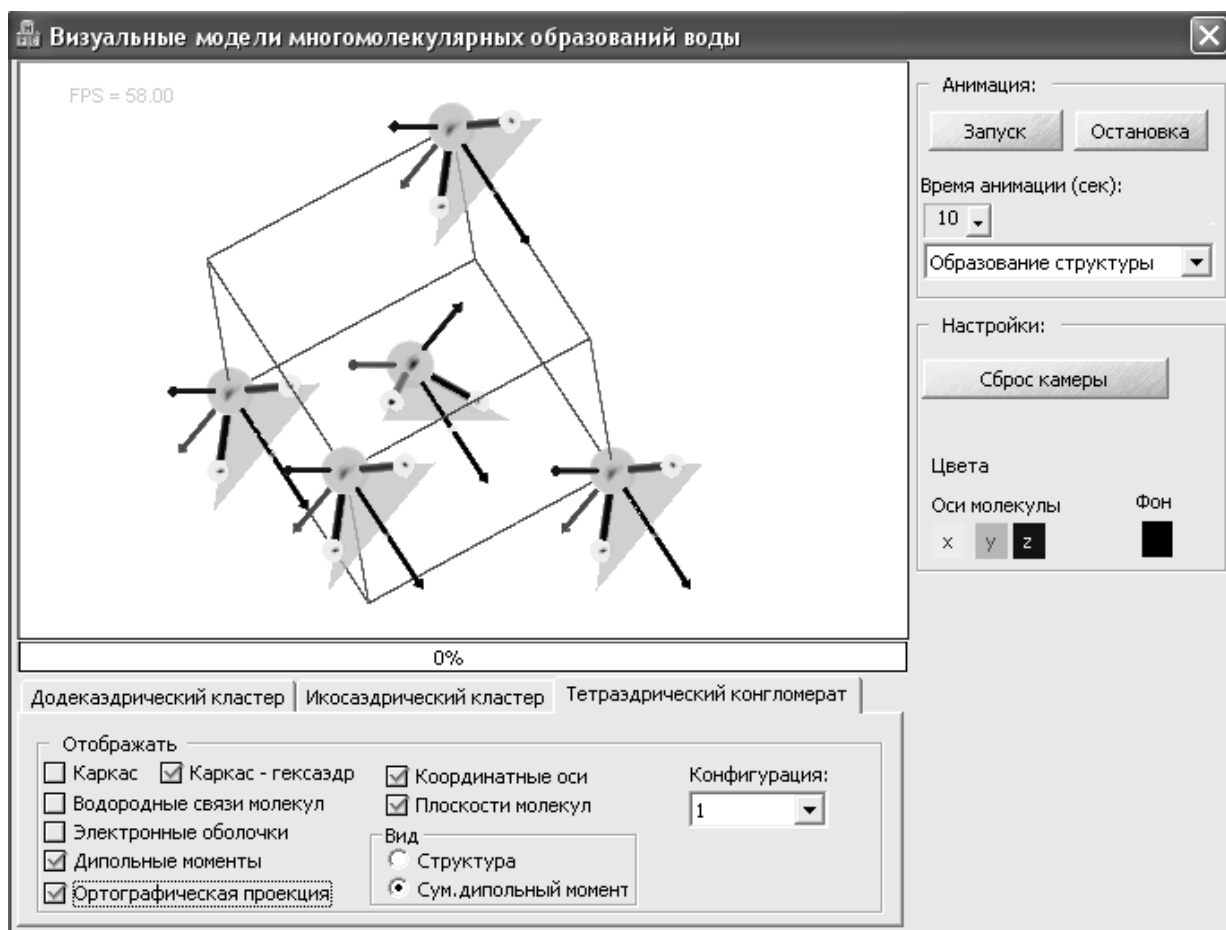 Визуальные модели многомолекулярных образований воды
FPS = 58.00
Анимация:
Запуск
Остановка
Время анимации (сек):
10
Образование структуры
Настройки:
Сброс камеры
Цвета
Оси молекулы
Фон
x y z
0%
Додекаэдрический кластер
Икосаэдрический кластер
Тетраэдрический конгломерат
Отображать
Каркас
Каркас - гексаэдр
Водородные связи молекул
Электронные оболочки
Дипольные моменты
Ортографическая проекция
Координатные оси
Плоскости молекул
Вид
Структура
Сум.дипольный момент
Конфигурация:
1